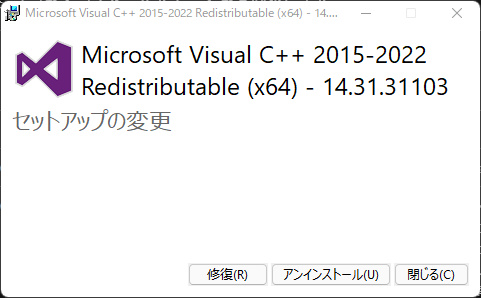 Microsoft Visual C++ 2015-2022 Redistributable (x64) - 14....
Microsoft Visual C++ 2015-2022
Redistributable (x64) - 14.31.31103
セットアップの変更
修復(R) アンインストール(U) 閉じる(C)